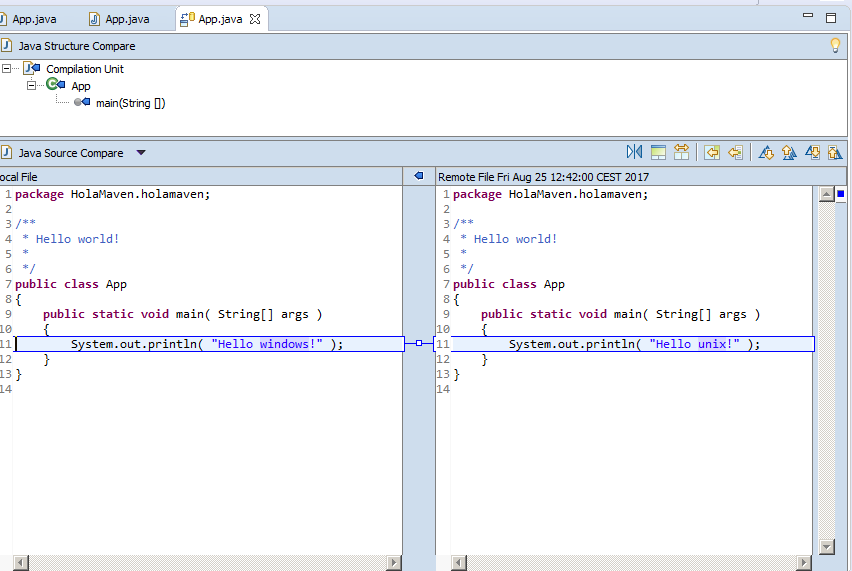 App.java App.java App.java
Java Structure Compare
Compilation Unit
App
main(String [])
Java Source Compare
ocal File
Remote File Fri Aug 25 12:42:00 CEST 2017
1 package HolaMaven.holamaven;
2
3 /**
4  * Hello world!
5  *
6  */
7 public class App
8 {
9     public static void main( String[] args )
10     {
11         System.out.println( "Hello windows!" );
12     }
13 }
14
1 package HolaMaven.holamaven;
2
3 /**
4  * Hello world!
5  *
6  */
7 public class App
8 {
9     public static void main( String[] args )
10     {
11         System.out.println( "Hello unix!" );
12     }
13 }
14